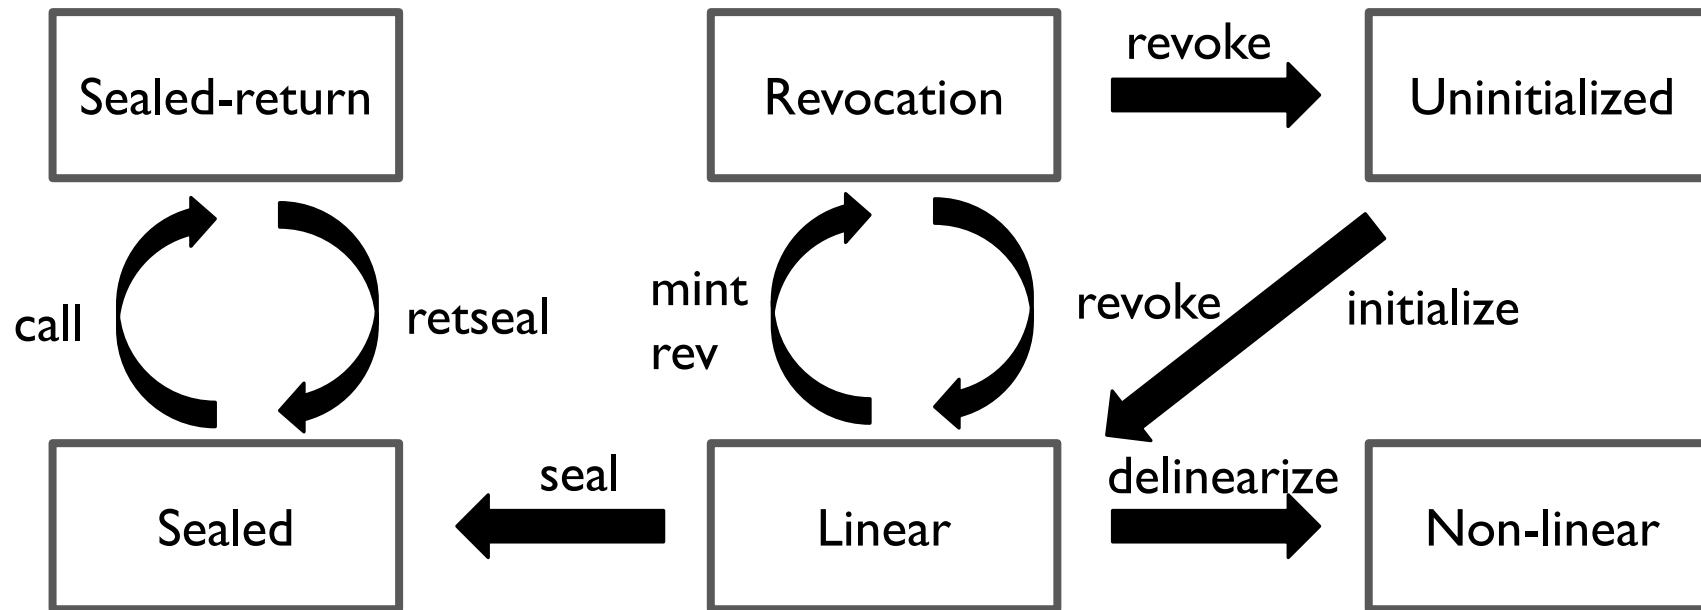 revoke
Sealed-return
Revocation
Uninitialized
call
retseal
mint
rev
revoke
initialize
seal
delinearize
Sealed
Linear
Non-linear